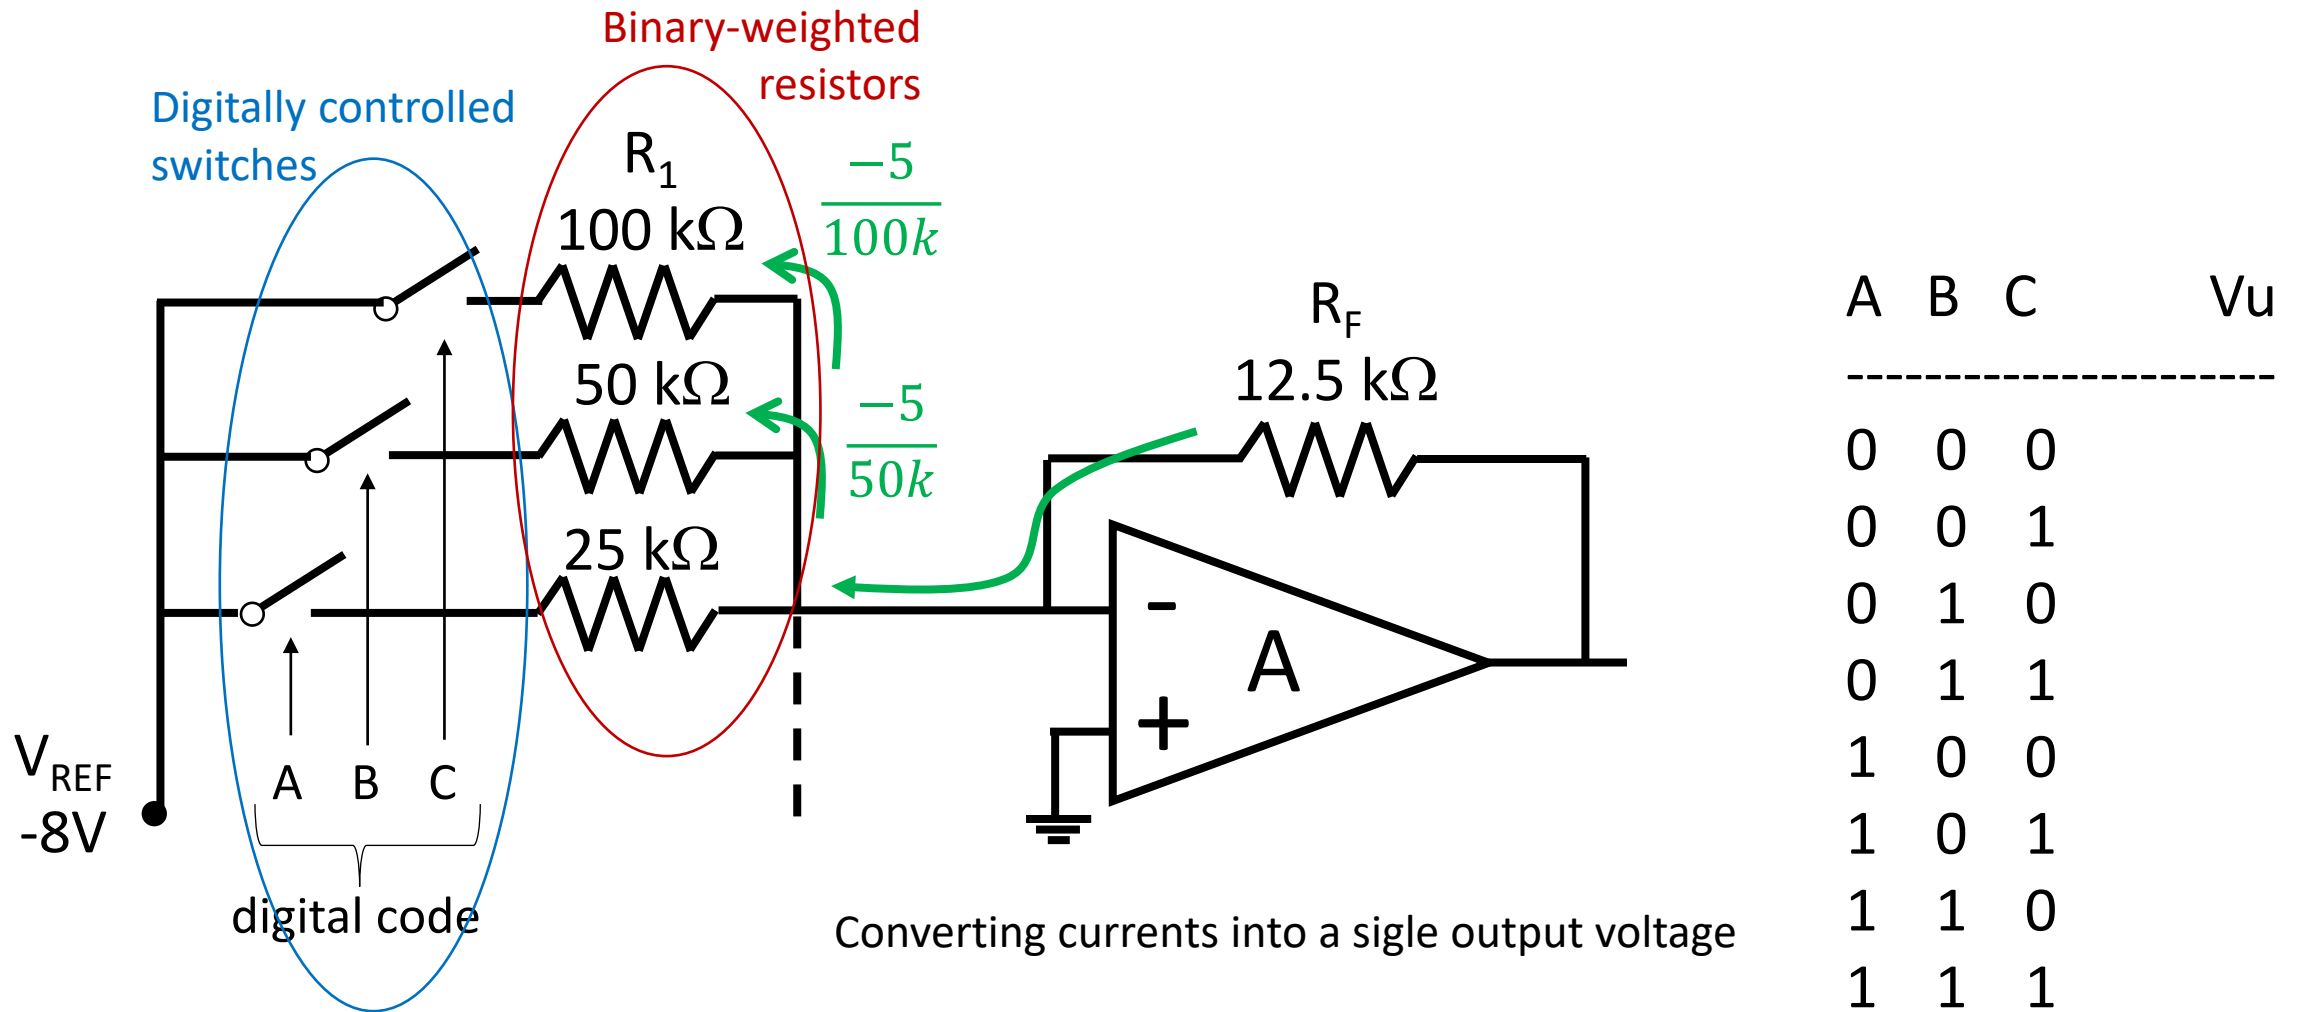 Binary-weighted
resistors
Digitally controlled
switches
R1
100 kΩ
−5
100k
50 kΩ
−5
50k
25 kΩ
RF
12.5 kΩ
-
+
A
VREF
-8V
A B C
digital code
Converting currents into a sigle output voltage
A B C Vu
----------------------
0 0 0
0 0 1
0 1 0
0 1 1
1 0 0
1 0 1
1 1 0
1 1 1